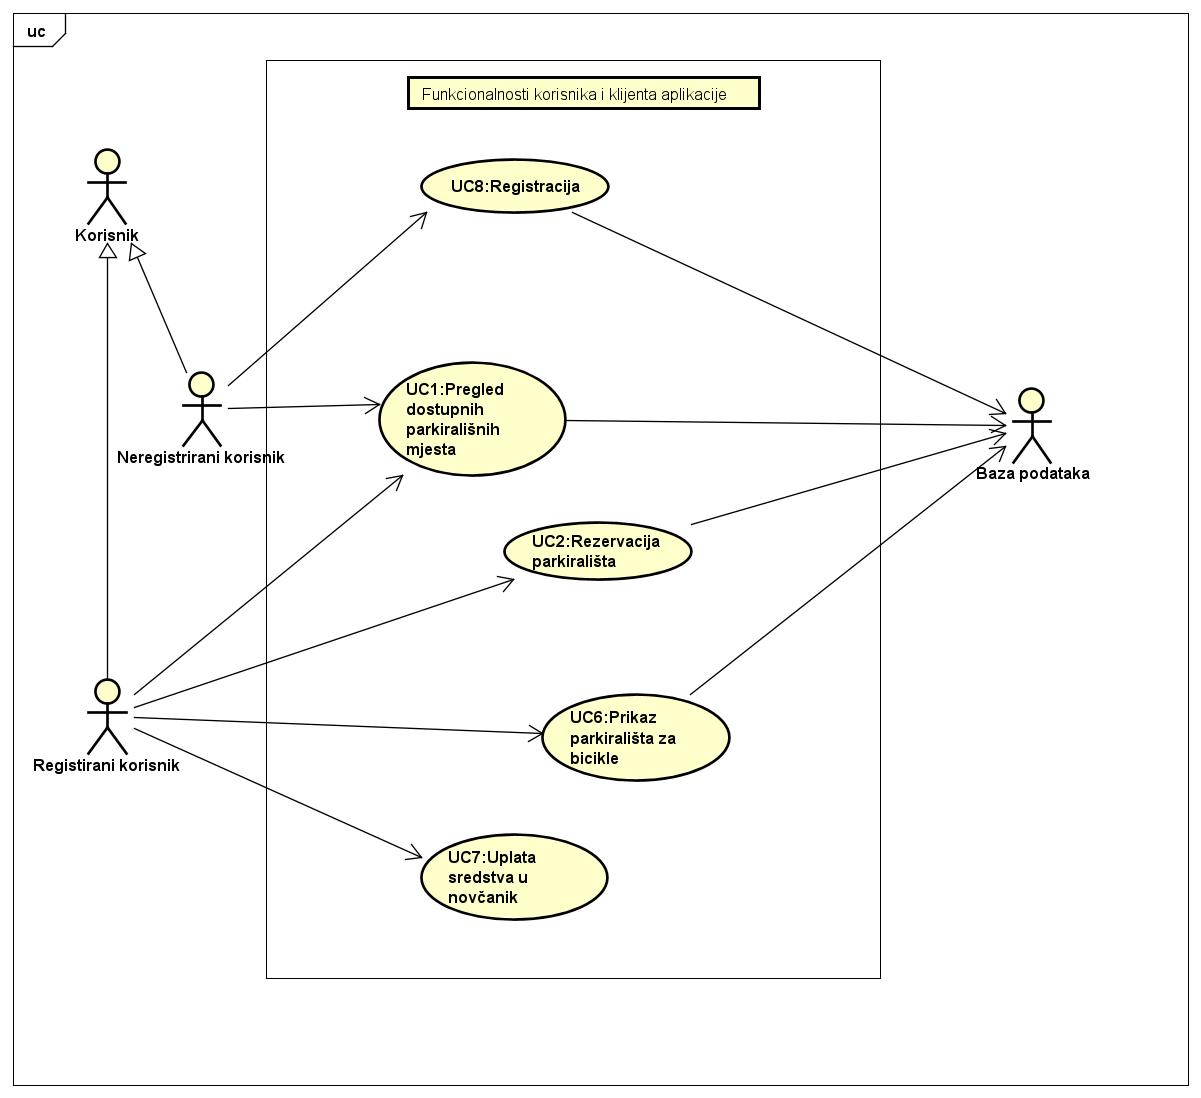 uc
Funkcionalnosti korisnika i klijenta aplikacije
UC8:Registracija
Korisnik
UC1:Pregled
dostupnih
parkirališnih
mjesta
Neregistrirani korisnik
Baza podataka
UC2:Rezervacija
parkirališta
UC6:Prikaz
parkirališta za
bicikle
Registirani korisnik
UC7:Uplata
sredstva u
novčanik